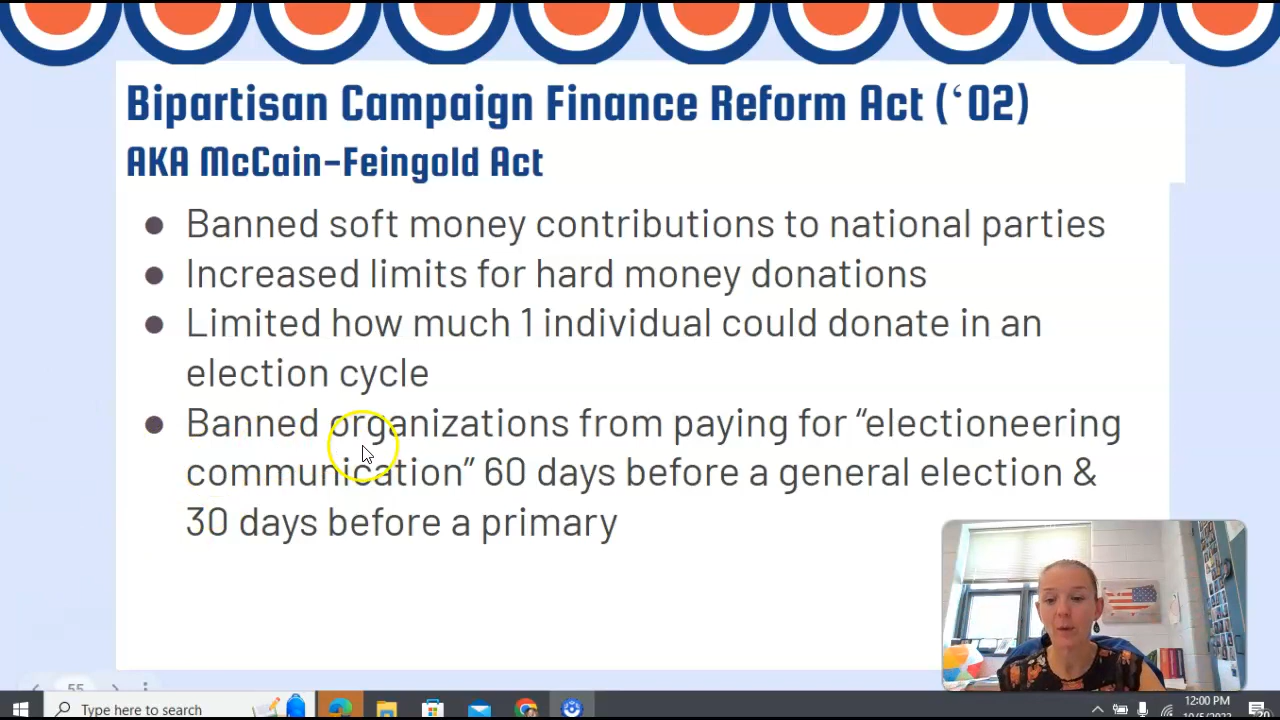 Bipartisan Campaign Finance Reform Act (‘02)
AKA McCain-Feingold Act
● Banned soft money contributions to national parties
● Increased limits for hard money donations
● Limited how much 1 individual could donate in an
election cycle
● Banned organizations from paying for “electioneering
communication” 60 days before a general election &
30 days before a primary
55
Type here to search
12:00 PM